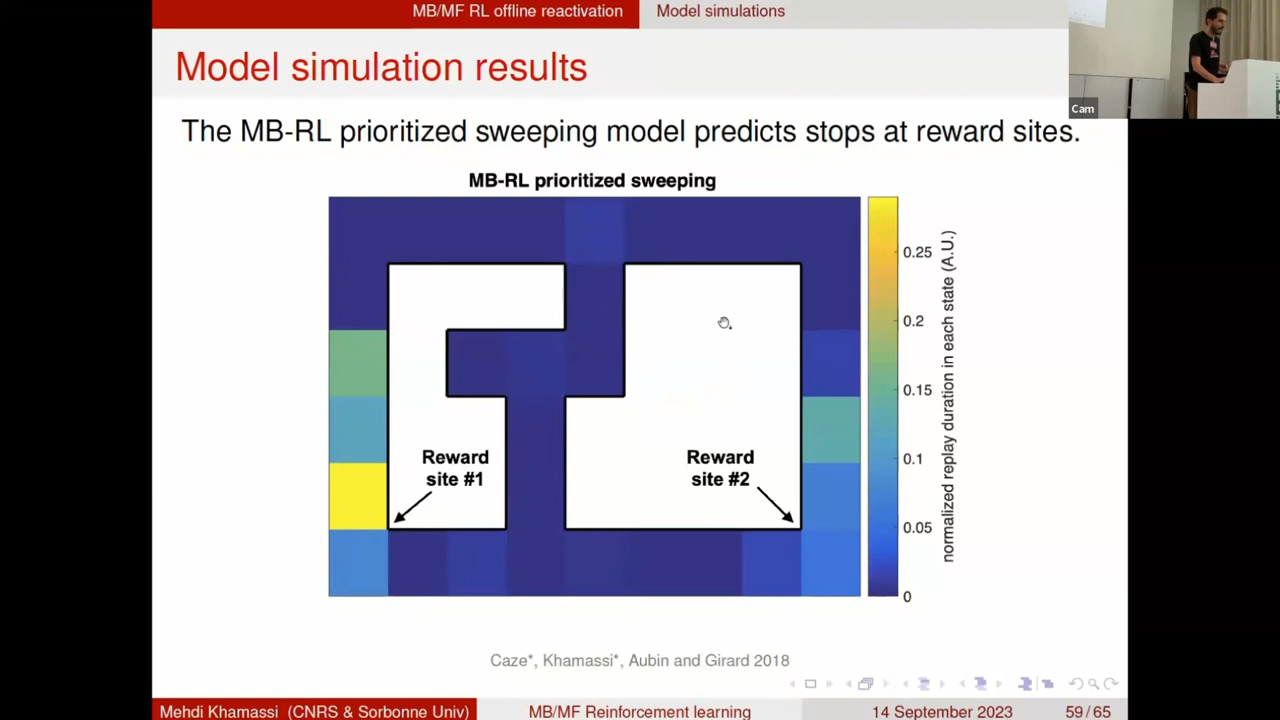 MB/MF RL offline reactivation Model simulations
Model simulation results
Cam
The MB-RL prioritized sweeping model predicts stops at reward sites.
MB-RL prioritized sweeping
0.25
0.2
0.15
0.1
0.05
0
normalized replay duration in each state (A.U.)
Reward
site #1
Reward
site #2
Caze*, Khamassi*, Aubin and Girard 2018
Mehdi Khamassi (CNRS & Sorbonne Univ) MB/MF Reinforcement learning 14 September 2023 59 / 65